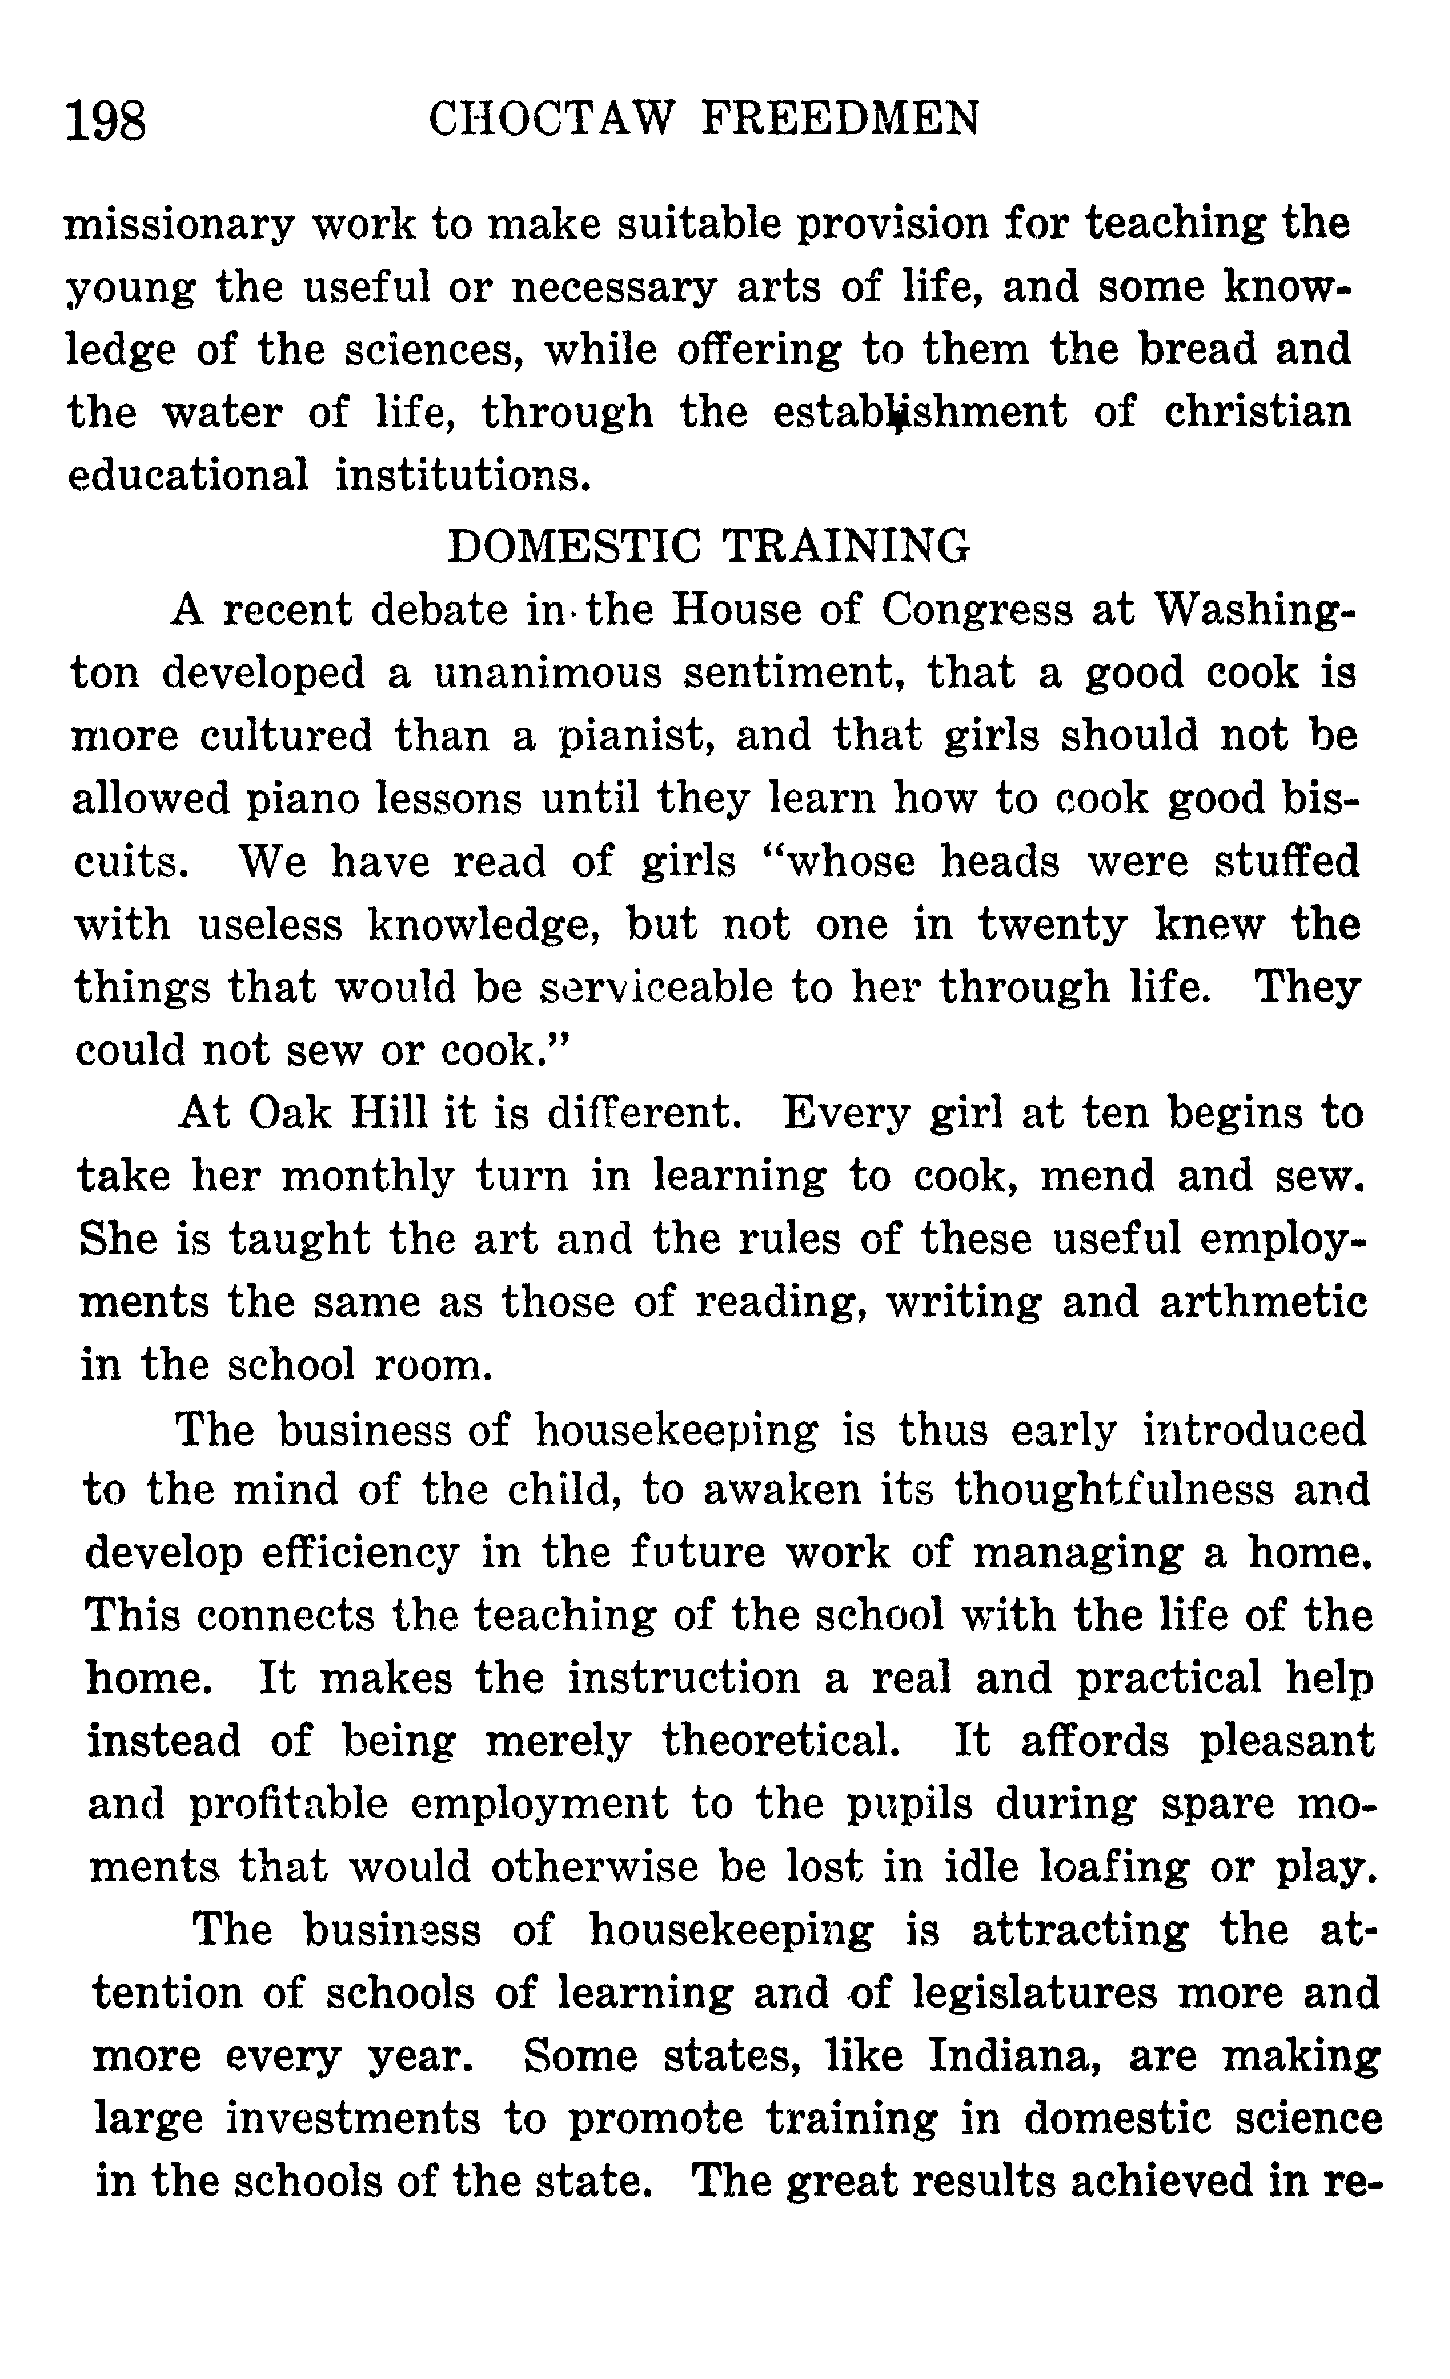 198 CHOCTAW FREEDMEN
missionary work to make suitable provision for teaching the
young the useful or necessary arts of life, and some know-
ledge of the sciences, while offering to them the bread and
the water of life, through the establishment of christian
educational institutions.
DOMESTIC TRAINING
A recent debate in the House of Congress at Washing-
ton developed a unanimous sentiment, that a good cook is
more cultured than a pianist, and that girls should not be
allowed piano lessons until they learn how to cook good bis-
cuits. We have read of girls "whose heads were stuffed
with useless knowledge, but not one in twenty knew the
things that would be serviceable to her through life. They
could not sew or cook."
At Oak Hill it is different. Every girl at ten begins to
take her monthly turn in learning to cook, mend and sew.
She is taught the art and the rules of these useful employ-
ments the same as those of reading, writing and arthmetic
in the school room.
The business of housekeeping is thus early introduced
to the mind of the child, to awaken its thoughtfulness and
develop efficiency in the future work of managing a home.
This connects the teaching of the school with the life of the
home. It makes the instruction a real and practical help
instead of being merely theoretical. It affords pleasant
and profitable employment to the pupils during spare mo-
ments that would otherwise be lost in idle loafing or play.
The business of housekeeping is attracting the at-
tention of schools of learning and of legislatures more and
more every year. Some states, like Indiana, are making
large investments to promote training in domestic science
in the schools of the state. The great results achieved in re-